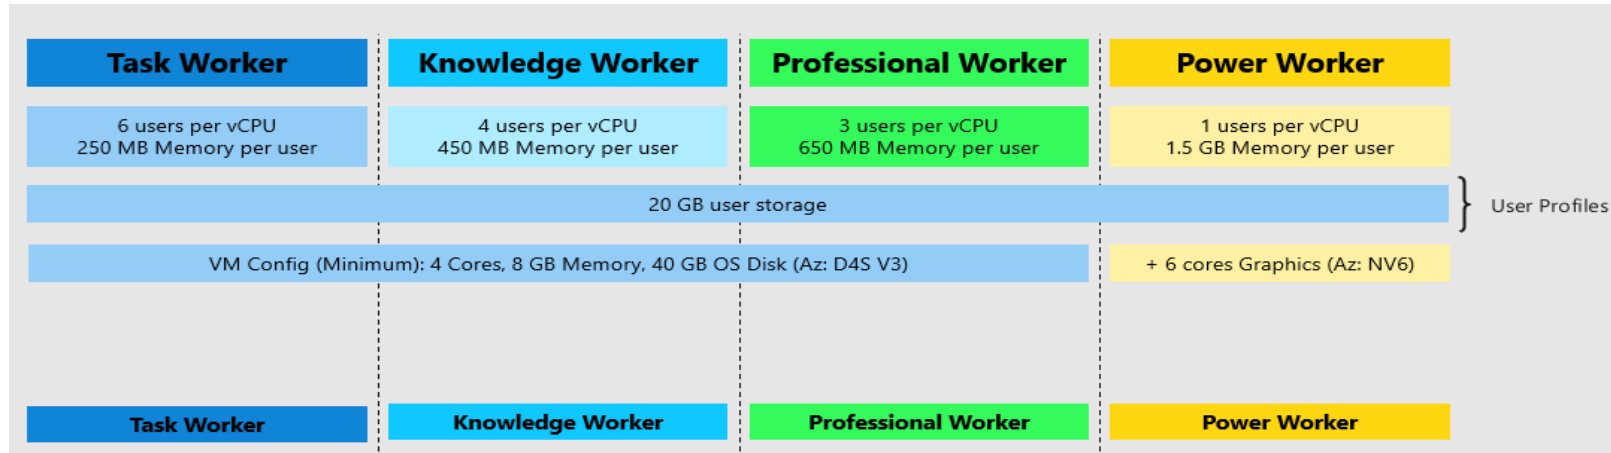 Task Worker
Knowledge Worker
Professional Worker
Power Worker
6 users per vCPU
250 MB Memory per user
4 users per vCPU
450 MB Memory per user
3 users per vCPU
650 MB Memory per user
1 users per vCPU
1.5 GB Memory per user
20 GB user storage
User Profiles
VM Config (Minimum): 4 Cores, 8 GB Memory, 40 GB OS Disk (Az: D4S V3)
+ 6 cores Graphics (Az: NV6)
Task Worker
Knowledge Worker
Professional Worker
Power Worker